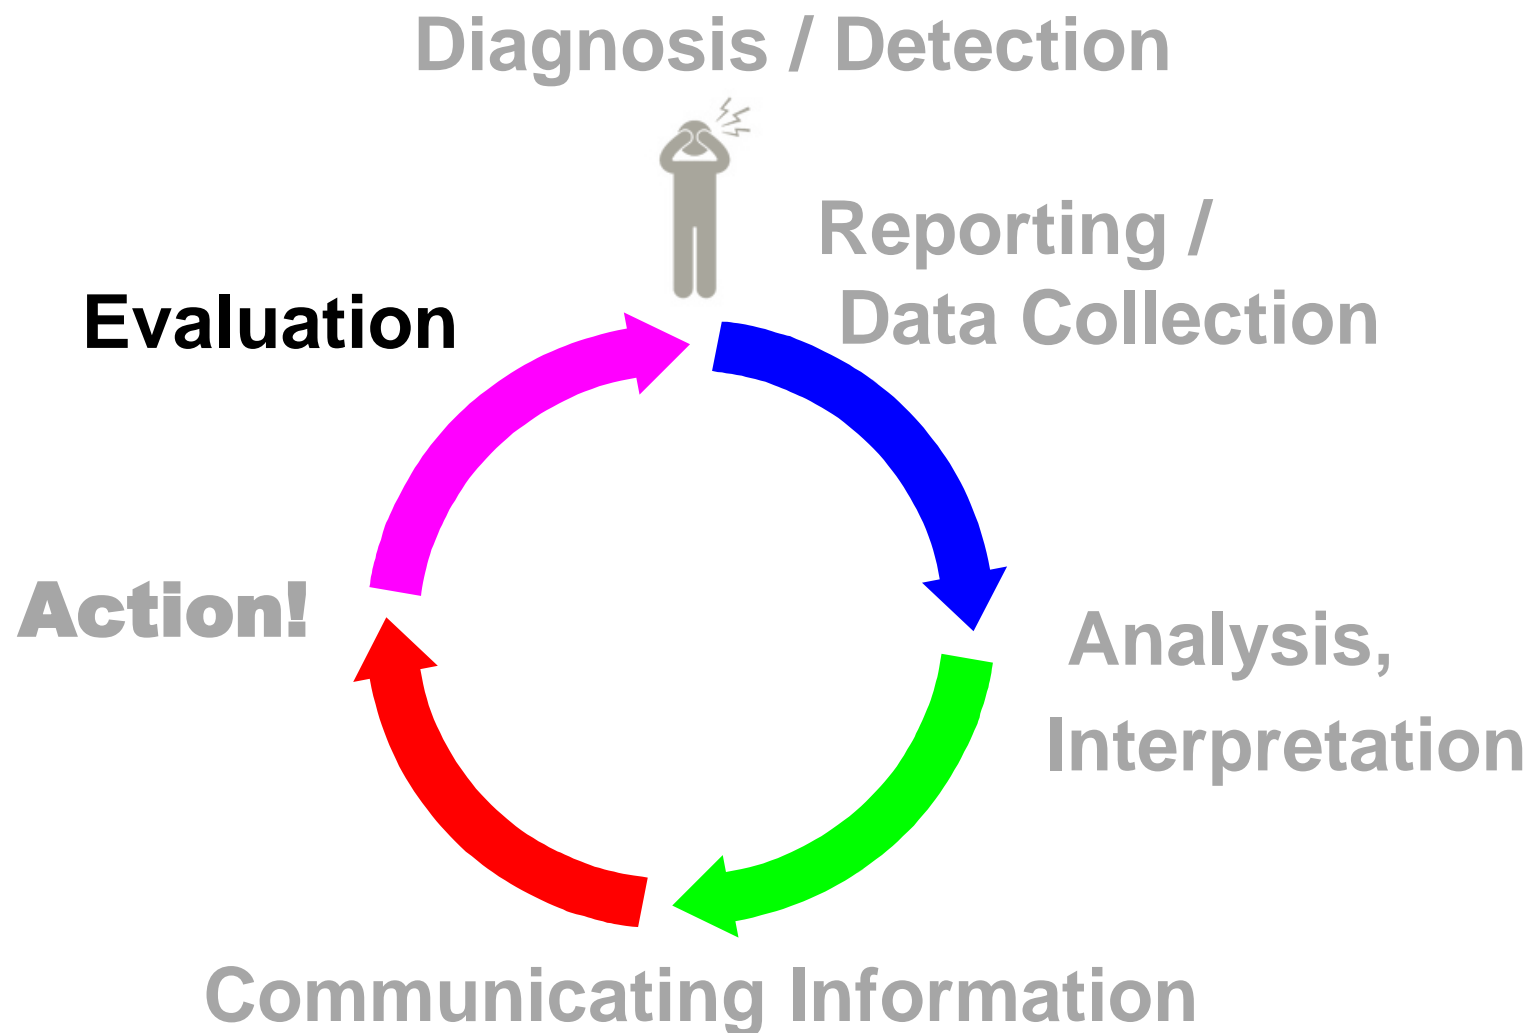 Diagnosis / Detection
Reporting /
Data Collection
Evaluation
Action!
Analysis,
Interpretation
Communicating Information